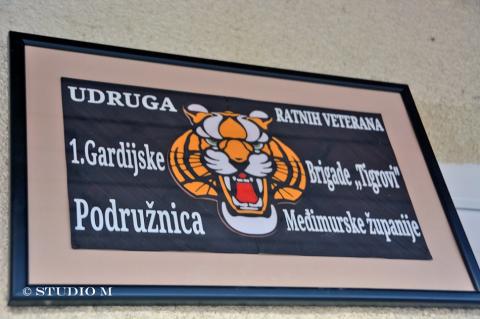 UDRUGA RATNIH VETERANA
1.Gardijske Brigade „Tigrovi"
Podružnica Međimurske županije
© STUDIO M